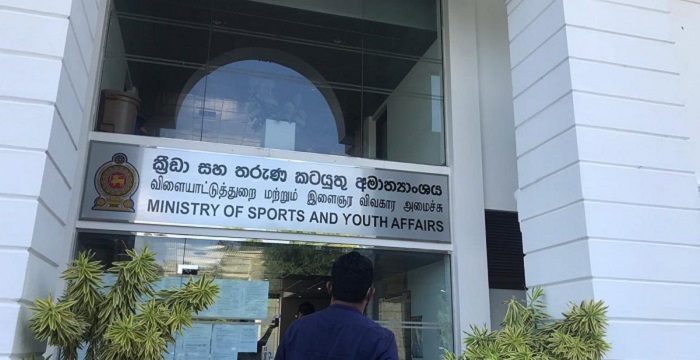 ක්‍රීඩා සහ තරුණ කටයුතු අමාත්‍යාංශය
விளையாட்டுத்துறை மற்றும் இளைஞர் விவகார அமைச்சு
MINISTRY OF SPORTS AND YOUTH AFFAIRS